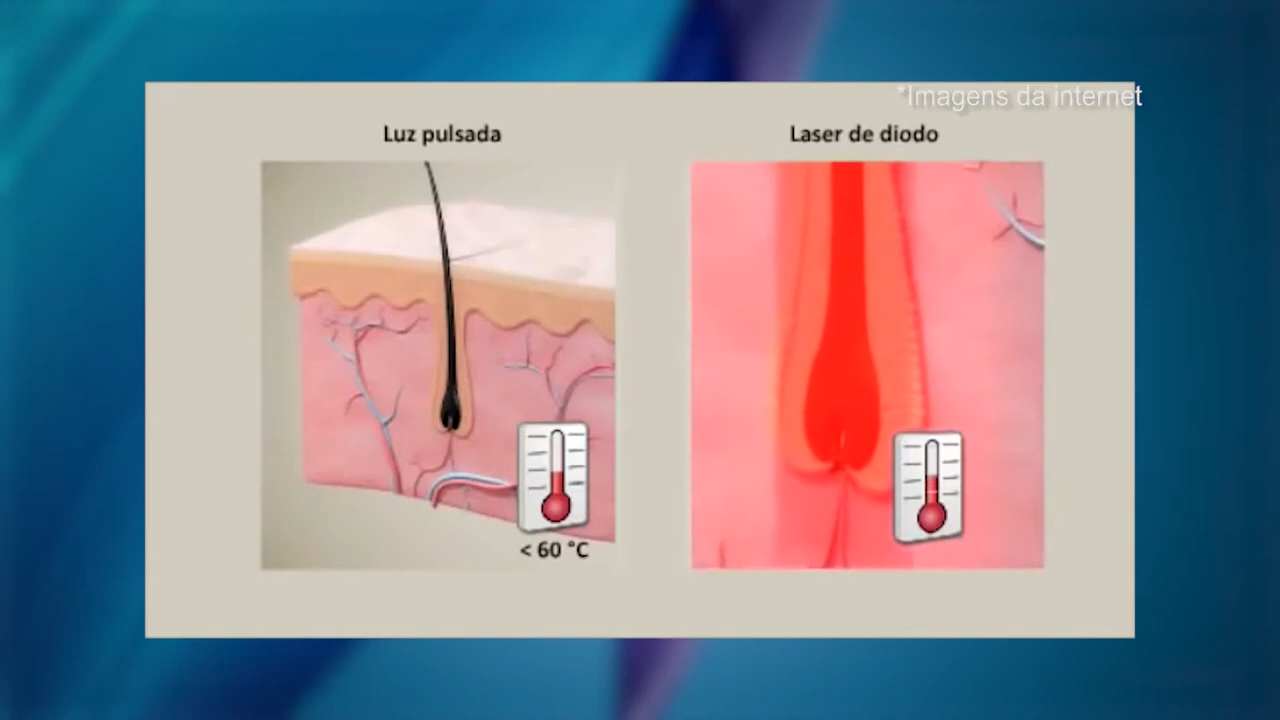 *Imagens da internet
Luz pulsada
Laser de diodo
< 60 °C